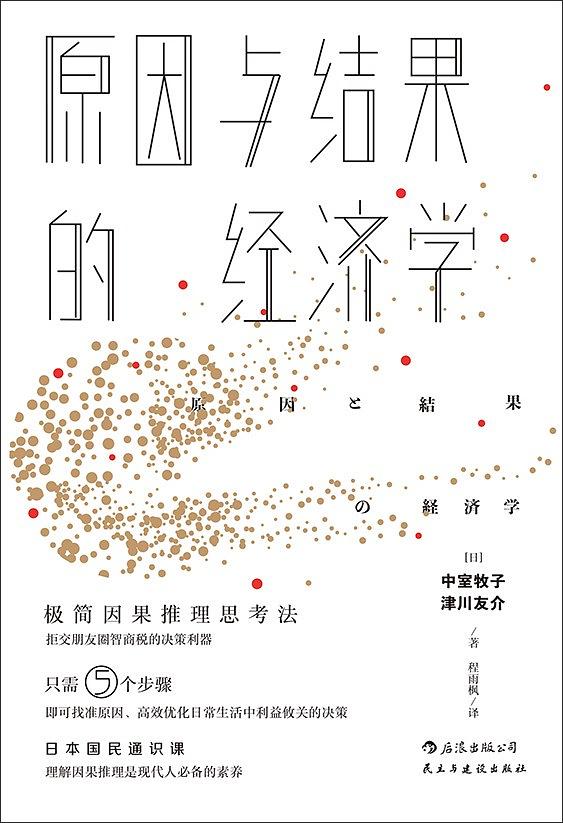 原因与结果
的 经济学
原因と結果
の経済学
[日]
中室牧子
津川友介
/著
程雨枫/译
极简因果推理思考法
拒交朋友圈智商税的决策利器
只需5个步骤
即可找准原因、高效优化日常生活中利益攸关的决策
日本国民通识课
理解因果推理是现代人必备的素养
后浪出版公司
民主与建设出版社